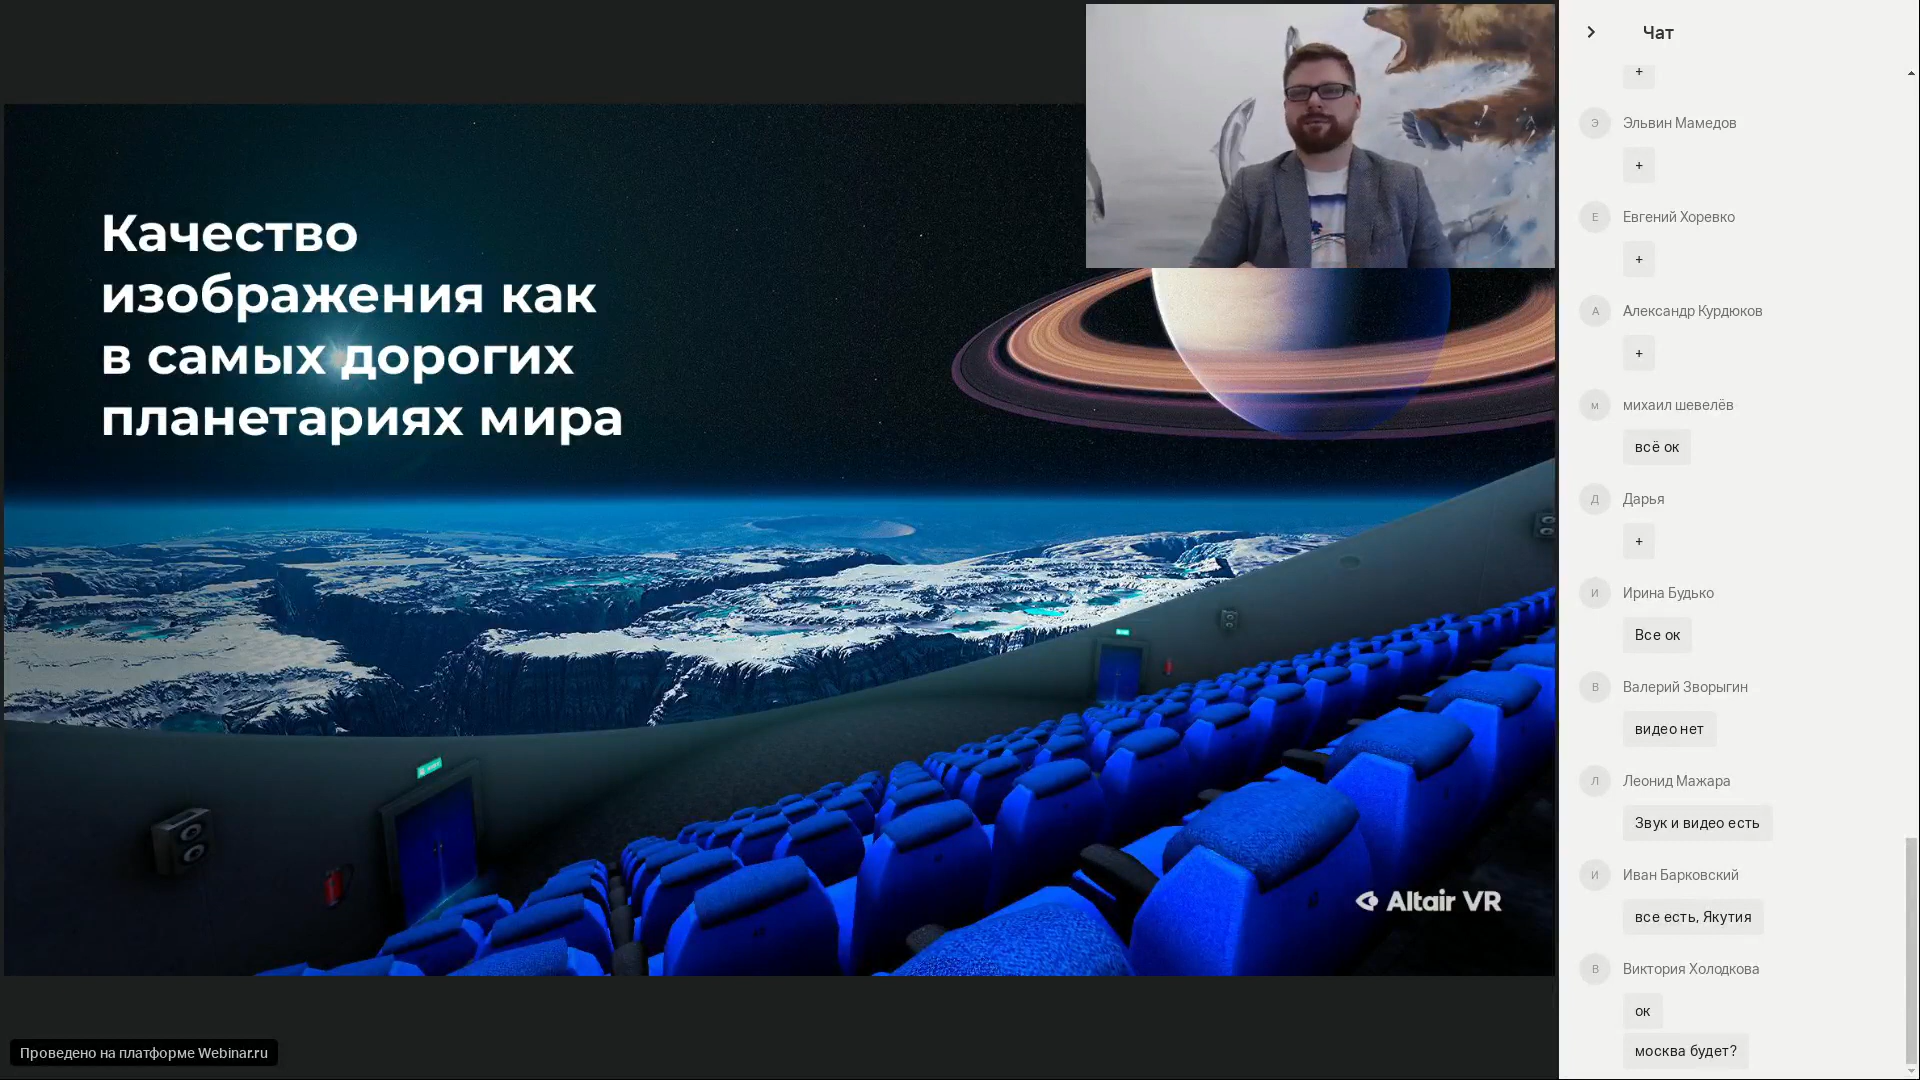 Качество
изображения как
в самых дорогих
планетариях мира
Altair VR
Проведено на платформе Webinar.ru
Чат
+
Э
Эльвин Мамедов
+
Е
Евгений Хоревко
+
А
Александр Курдюков
+
м
михаил шевелёв
всё ок
Д
Дарья
+
И
Ирина Будько
Все ок
В
Валерий Зворыгин
видео нет
Л
Леонид Мажара
Звук и видео есть
И
Иван Барковский
все есть, Якутия
В
Виктория Холодкова
ок
москва будет?